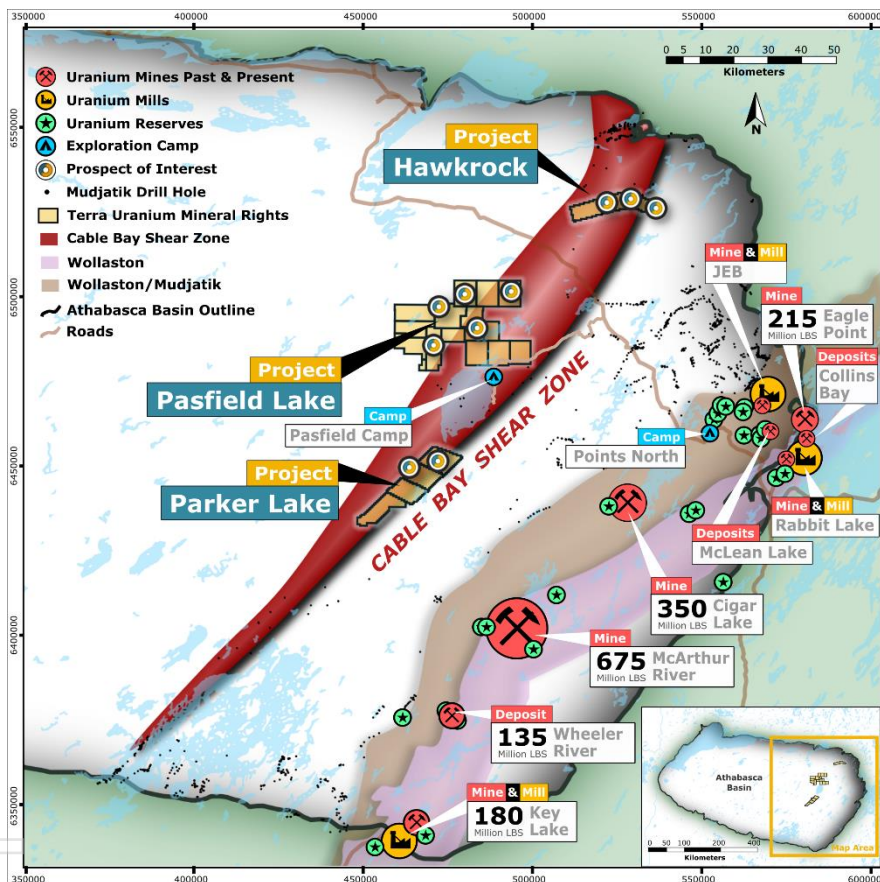 350000
400000
450000
500000
550000
600000
0 5 10 20 30 40 50
Kilometers
N
Uranium Mines Past & Present
Uranium Mills
Uranium Reserves
Exploration Camp
Prospect of Interest
Mudjatik Drill Hole
Terra Uranium Mineral Rights
Cable Bay Shear Zone
Wollaston
Wollaston/Mudjatik
Athabasca Basin Outline
Roads
6550000
6500000
6450000
6400000
6350000
Project
Hawkrock
Project
Pasfield Lake
Camp
Pasfield Camp
Project
Parker Lake
CABLE BAY SHEAR ZONE
Mine & Mill
JEB
Mine
215 Eagle
Million LBS Point
Deposits
Collins
Bay
Camp
Points North
Mine & Mill
Rabbit Lake
Deposits
McLean Lake
Mine
350 Cigar
Million LBS Lake
Mine
675 McArthur
Million LBS River
Deposit
135 Wheeler
Million LBS River
Mine & Mill
180 Key
Million LBS Lake
Athabasca
Basin
0 50 100 200 300 400
Kilometers
Map Area
350000
400000
450000
500000
550000
600000